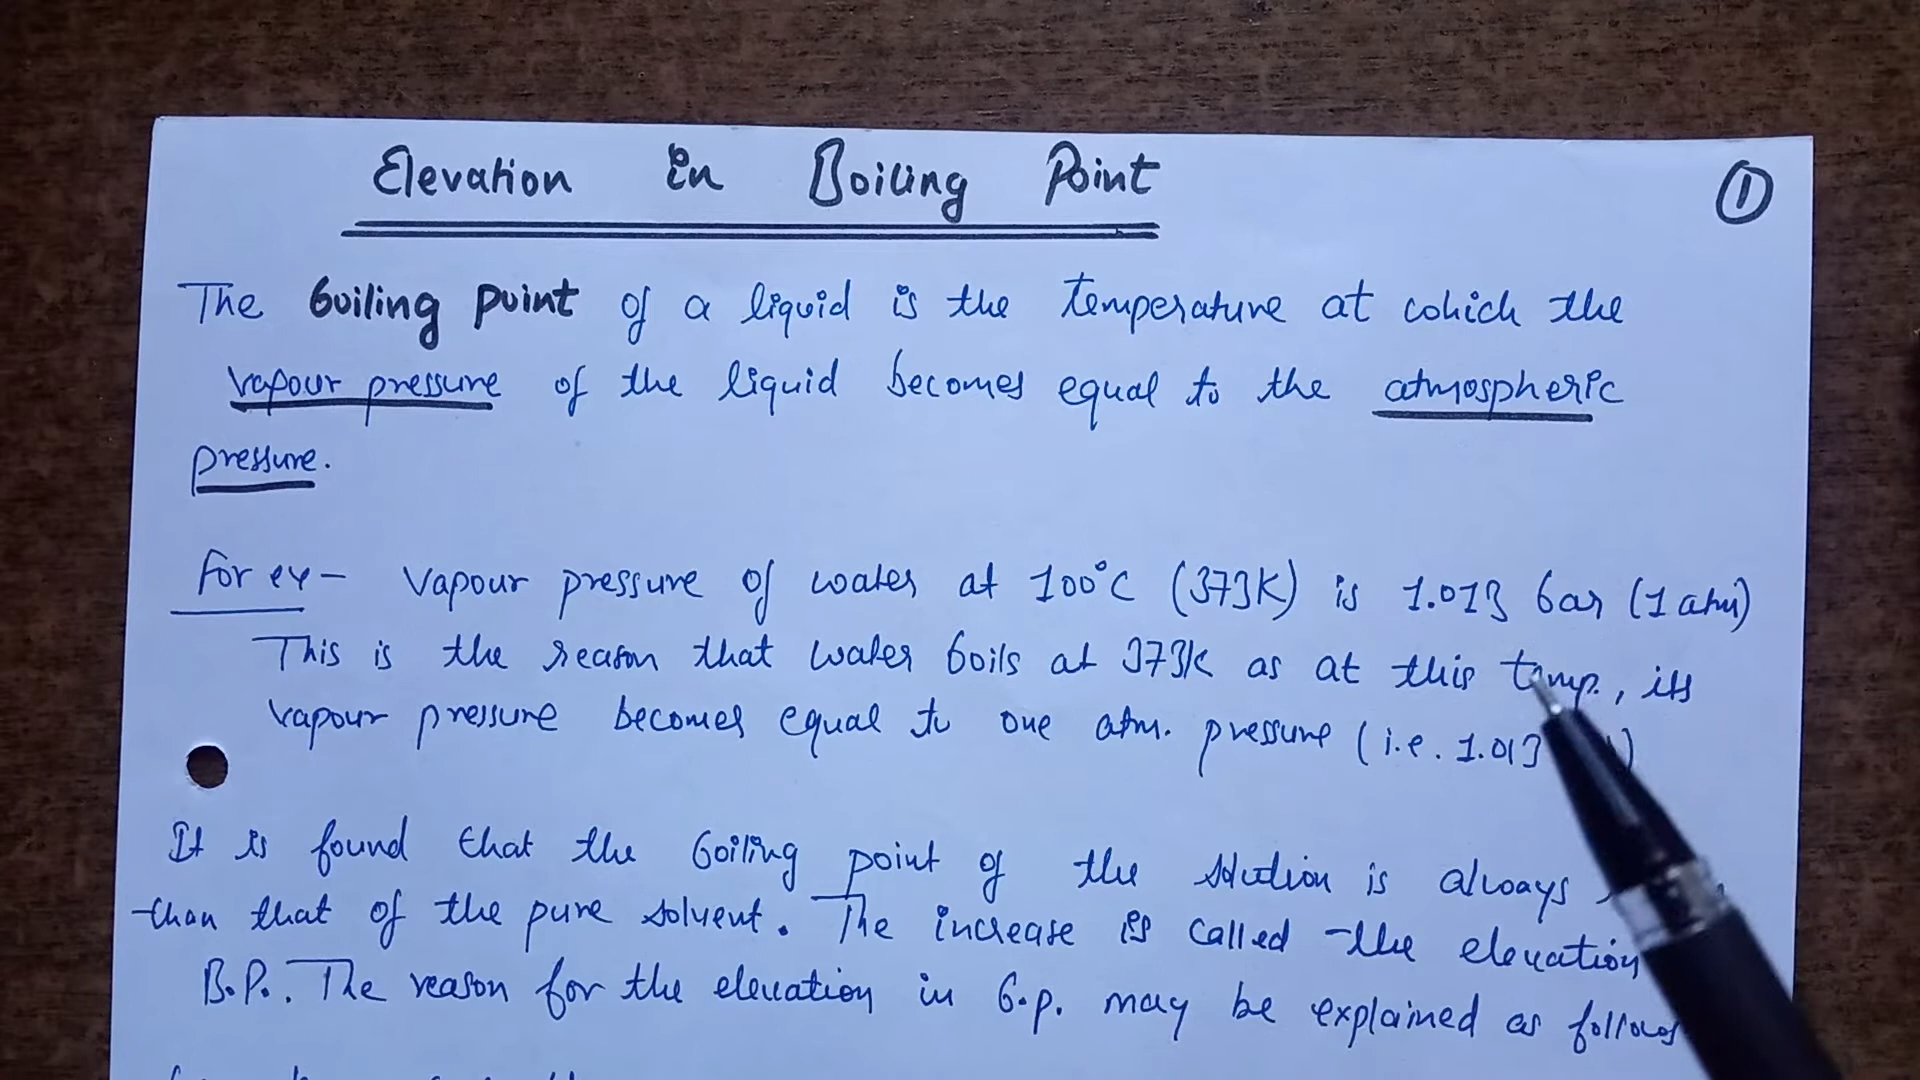 Elevation in Boiling Point
①
The boiling point of a liquid is the temperature at which the
vapour pressure of the liquid becomes equal to the atmospheric
pressure.
For ex- Vapour pressure of water at 100°C (373K) is 1.013 bar (1 atm)
This is the reason that water boils at 373K as at this temp., its
vapour pressure becomes equal to one atm. pressure (i.e. 1.013
It is found that the boiling point of the solution is always
than that of the pure solvent. The increase is called the elevation
B.P.. The reason for the elevation in b.p. may be explained as follows